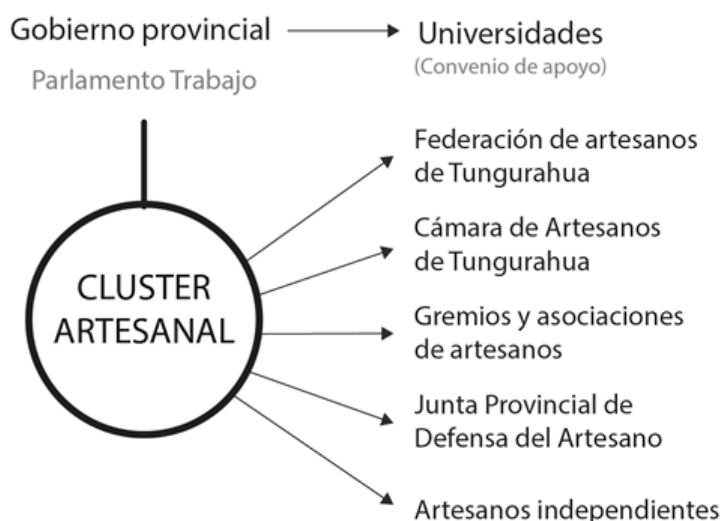 Gobierno provincial
Universidades
(Convenio de apoyo)
Parlamento Trabajo
Federación de artesanos
de Tungurahua
Cámara de Artesanos
de Tungurahua
CLUSTER
ARTESANAL
Gremios y asociaciones
de artesanos
Junta Provincial de
Defensa del Artesano
Artesanos independientes